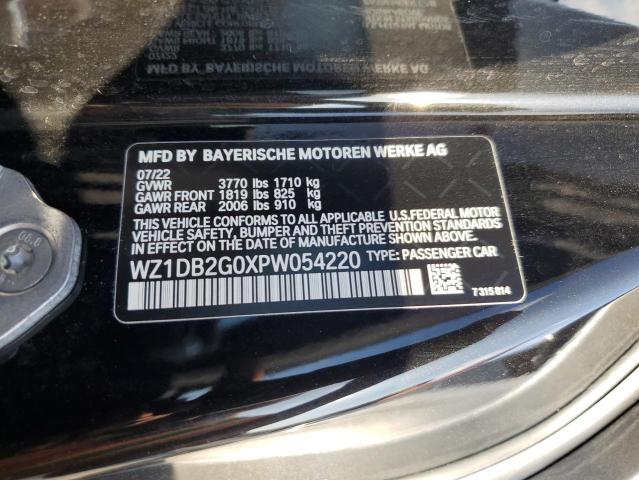 MFD BY BAYERISCHE MOTOREN WERKE AG
07/22
GVWR 3770 lbs 1710 kg
GAWR FRONT 1819 lbs 825 kg
GAWR REAR 2006 lbs 910 kg
THIS VEHICLE CONFORMS TO ALL APPLICABLE U.S.FEDERAL MOTOR
VEHICLE SAFETY, BUMPER AND THEFT PREVENTION STANDARDS
IN EFFECT ON THE DATE OF MANUFACTURE SHOWN ABOVE.
WZ1DB2G0XPW054220 TYPE: PASSENGER CAR
7 315 814